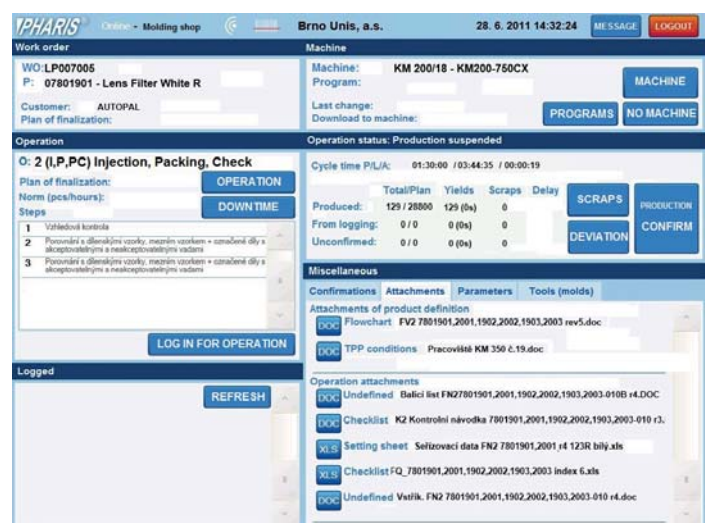 PHARIS Online - Molding shop Brno Unis, a.s. 28. 6. 2011 14:32:24 MESSAGE LOGOUT
Work order
WO:LP007005
P: 07801901 - Lens Filter White R
Customer: AUTOPAL
Plan of finalization:
Machine
Machine: KM 200/18 - KM200-750CX
Program:
MACHINE
Last change:
Download to machine:
PROGRAMS NO MACHINE
Operation
O: 2 (I,P,PC) Injection, Packing, Check
Plan of finalization: OPERATION
Norm (pcs/hours):
Steps DOWNTIME
1 Vzhledová kontrola
2 Porovnání s dílenskými vzorky, mezním vzorkem + označené díly s
akceptovatelnými a neakceptovatelnými vadami
3 Porovnání s dílenskými vzorky, mezním vzorkem + označené díly s
akceptovatelnými a neakceptovatelnými vadami
LOG IN FOR OPERATION
Operation status: Production suspended
Cycle time P/L/A: 01:30:00 /03:44:35 / 00:00:19
Total/Plan Yields Scraps Delay
Produced: 129 / 28800 129 (0s) 0
From logging: 0 / 0 0 (0s) 0
Unconfirmed: 0 / 0 0 (0s) 0
SCRAPS
DEVIATION
PRODUCTION
CONFIRM
Logged
REFRESH
Miscellaneous
Confirmations Attachments Parameters Tools (molds)
Attachments of product definition
DOC Flowchart FV2 7801901,2001,1902,2002,1903,2003 rev5.doc
DOC TPP conditions Pracoviště KM 350 č.19.doc
Operation attachments
DOC Undefined Balicí list FN27801901,2001,1902,2002,1903,2003-010B r4.DOC
DOC Checklist K2 Kontrolní návodka 7801901,2001,1902,2002,1903,2003-010 r3.
XLS Setting sheet Seřizovací data FN2 7801901,2001 r4 123R bílý.xls
XLS Checklist FQ_7801901,2001,1902,2002,1903,2003 index 6.xls
DOC Undefined Vstřik. FN2 7801901,2001,1902,2002,1903,2003-010 r4.doc